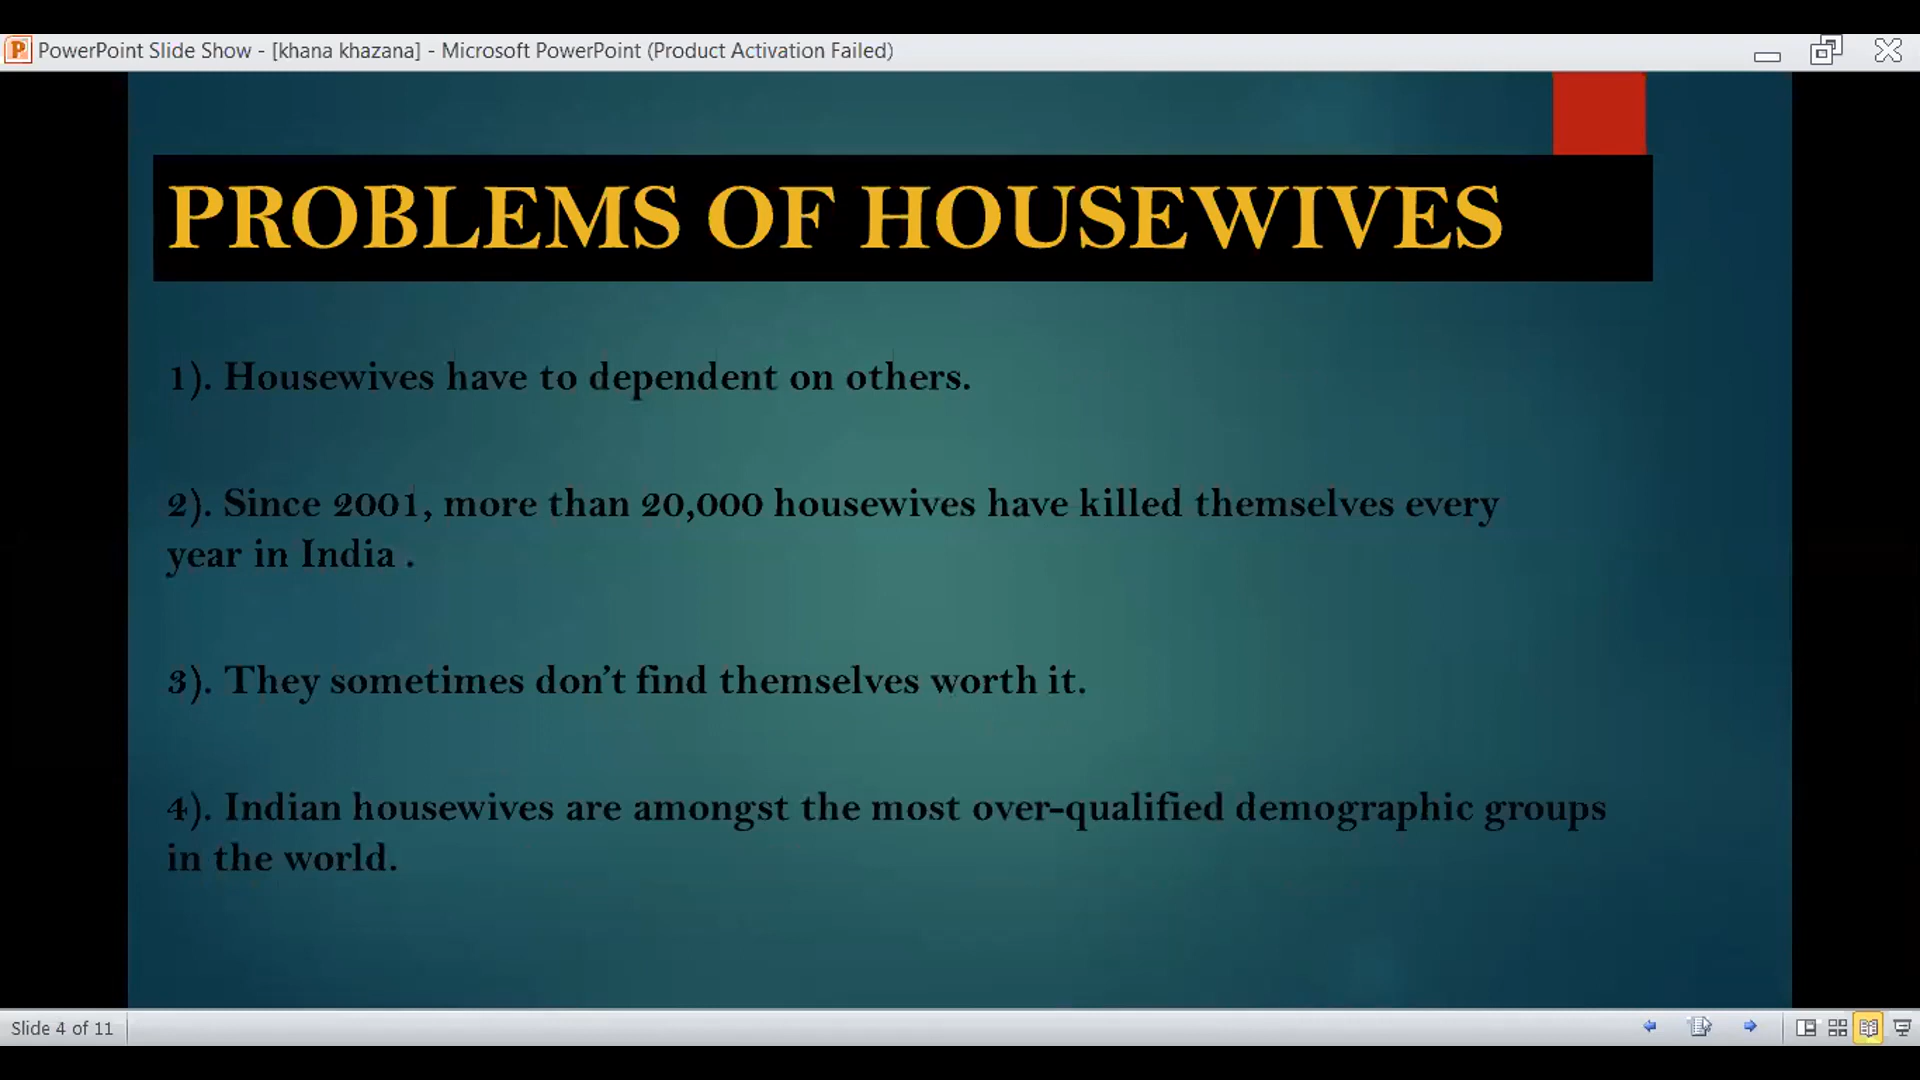 PowerPoint Slide Show - [khana khazana] - Microsoft PowerPoint (Product Activation Failed)
PROBLEMS OF HOUSEWIVES
1). Housewives have to dependent on others.
2). Since 2001, more than 20,000 housewives have killed themselves every
year in India .
3). They sometimes don’t find themselves worth it.
4). Indian housewives are amongst the most over-qualified demographic groups
in the world.
Slide 4 of 11